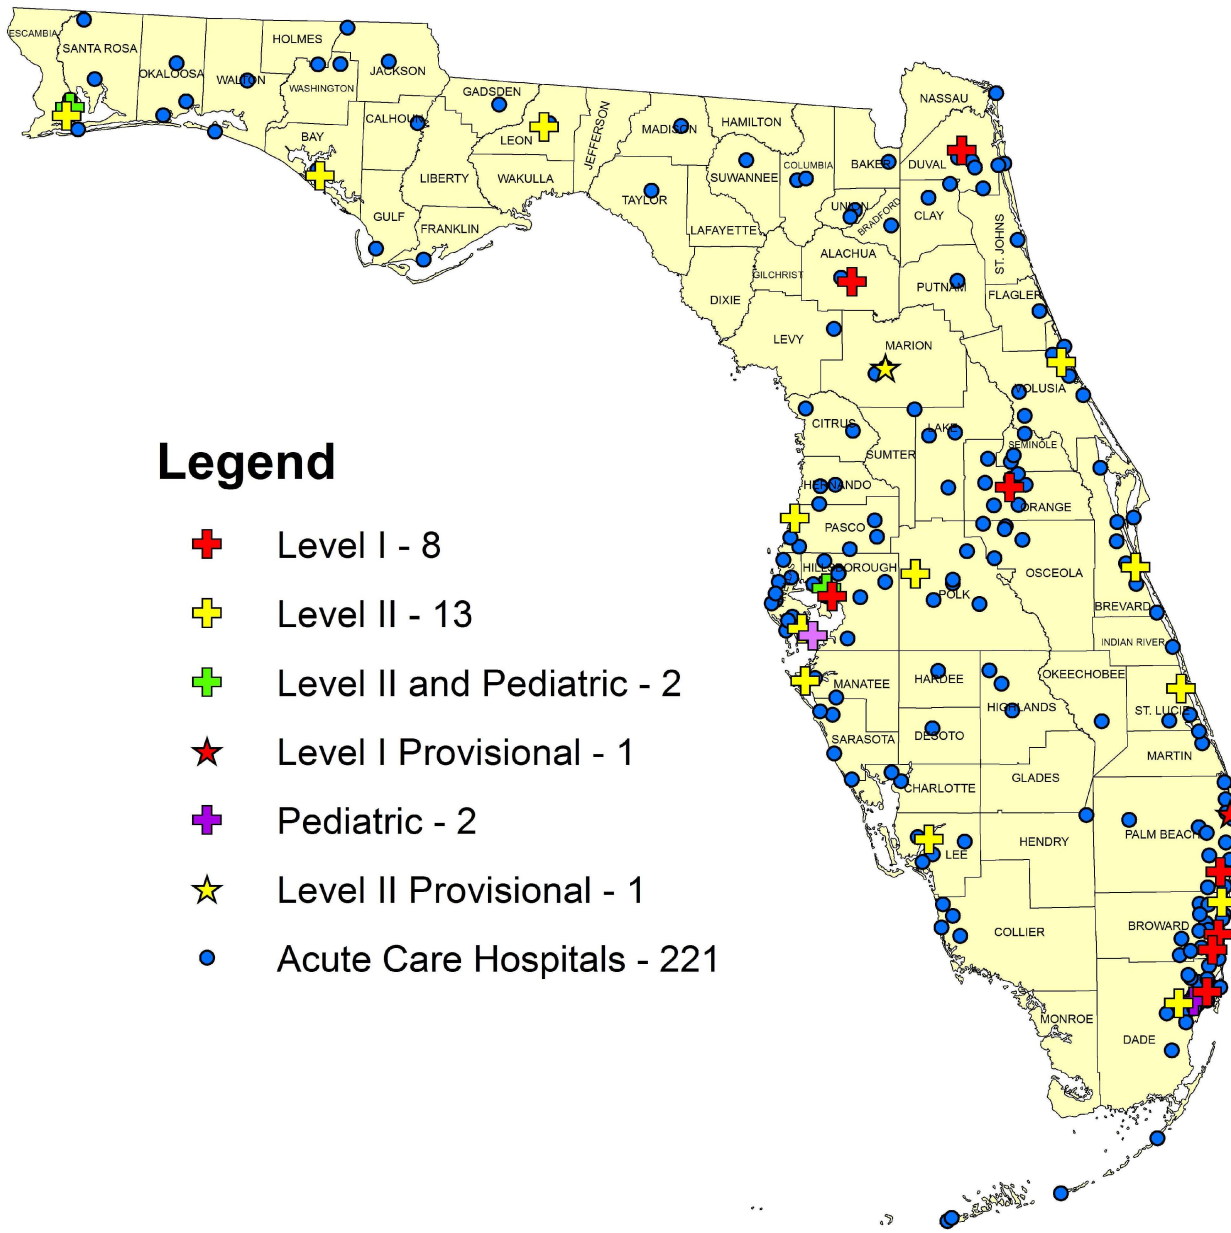 ESCAMBIA
SANTA ROSA
OKALOOSA
WALTON
HOLMES
WASHINGTON
JACKSON
BAY
CALHOUN
GADSDEN
LEON
LIBERTY
GULF
FRANKLIN
WAKULLA
JEFFERSON
MADISON
TAYLOR
HAMILTON
SUWANNEE
LAFAYETTE
DIXIE
COLUMBIA
GILCHRIST
BAKER
UNION
BRADFORD
ALACHUA
LEVY
NASSAU
DUVAL
CLAY
ST. JOHNS
PUTNAM
FLAGLER
MARION
VOLUSIA
CITRUS
SUMTER
LAKE
SEMINOLE
HERNANDO
ORANGE
PASCO
HILLSBOROUGH
POLK
OSCEOLA
BREVARD
INDIAN RIVER
MANATEE
HARDEE
HIGHLANDS
OKEECHOBEE
ST. LUCIE
SARASOTA
DESOTO
MARTIN
CHARLOTTE
GLADES
LEE
HENDRY
PALM BEACH
COLLIER
BROWARD
MONROE
DADE
Legend
Level I - 8
Level II - 13
Level II and Pediatric - 2
Level I Provisional - 1
Pediatric - 2
Level II Provisional - 1
Acute Care Hospitals - 221